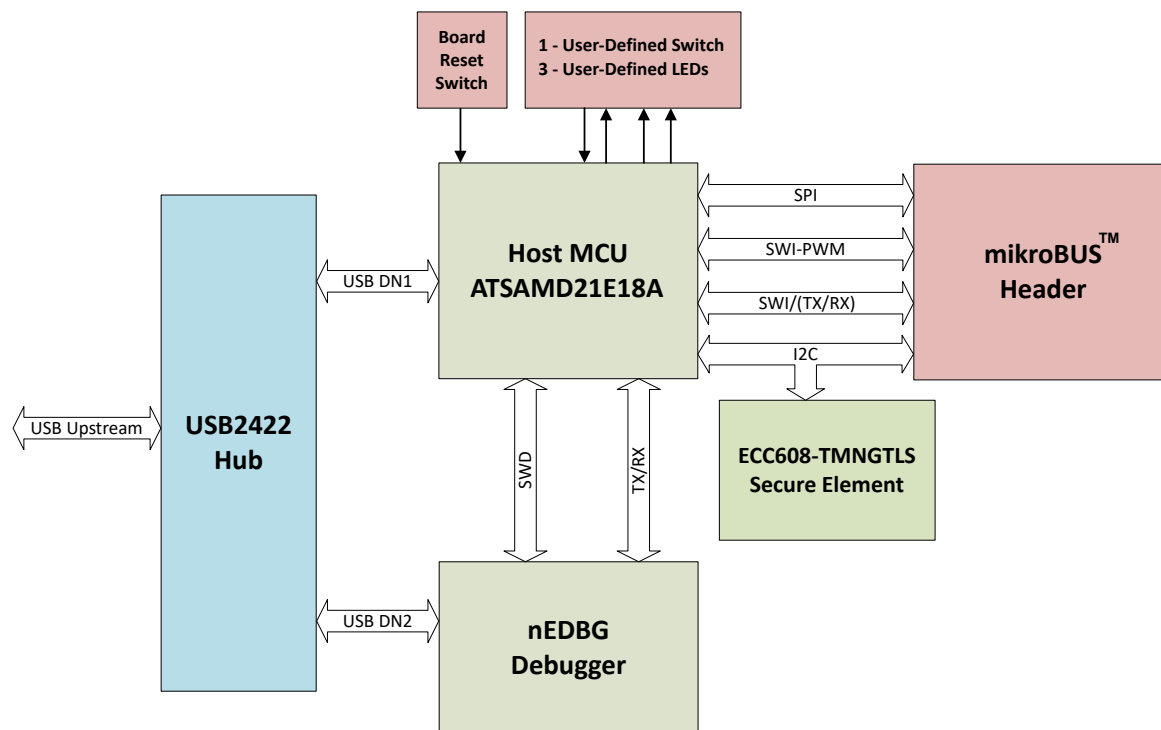 Board
Reset
Switch
1 - User-Defined Switch
3 - User-Defined LEDs
Host MCU
ATSAMD21E18A
SPI
SWI-PWM
SWI/(TX/RX)
I2C
mikroBUS™
Header
USB DN1
USB Upstream
USB2422
Hub
SWD
TX/RX
ECC608-TMNGTLS
Secure Element
USB DN2
nEDBG
Debugger